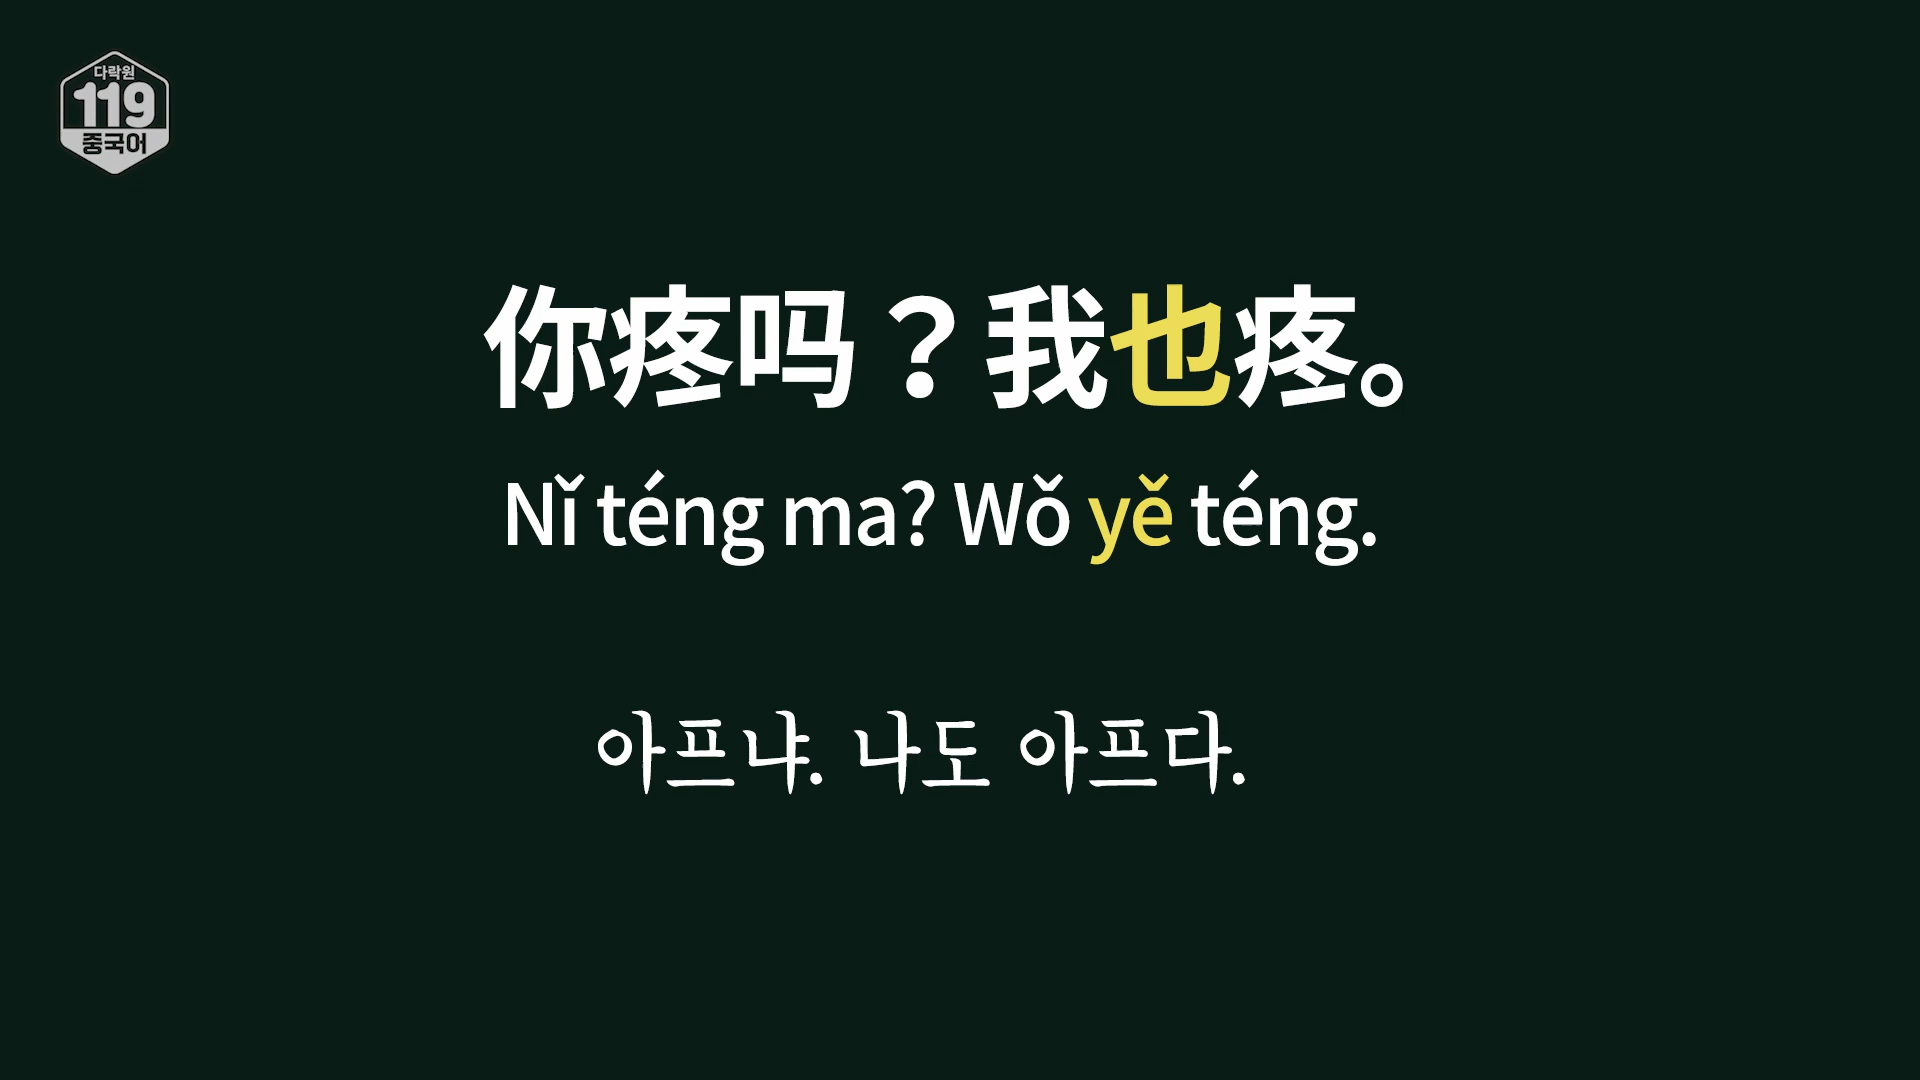 다락원
119
중국어
你疼吗？我也疼。
Nǐ téng ma? Wǒ yě téng.
아프냐. 나도 아프다.